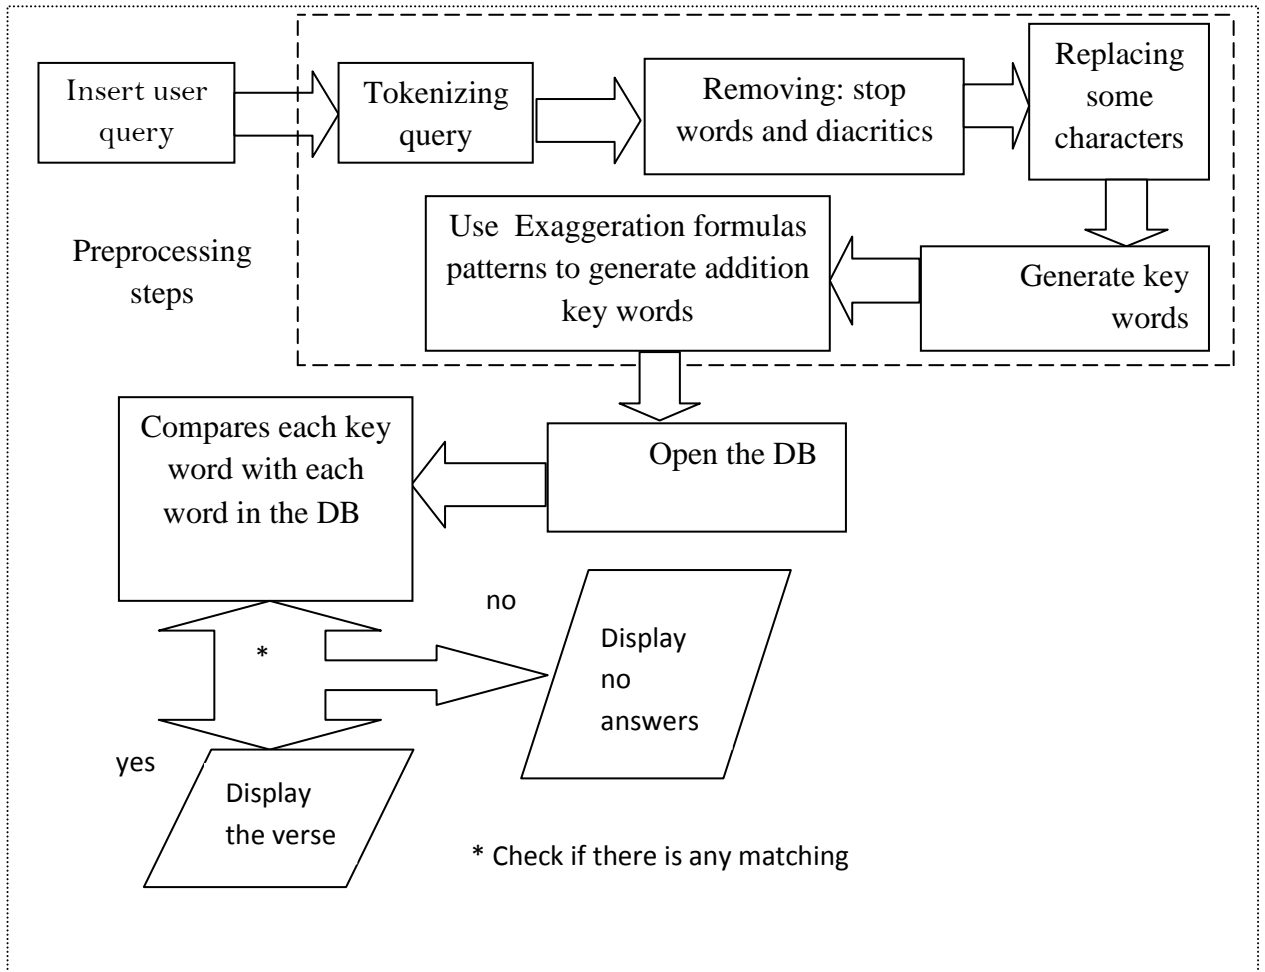 Insert user
query
Tokenizing
query
Removing: stop
words and diacritics
Replacing
some
characters
Preprocessing
steps
Use Exaggeration formulas
patterns to generate addition
key words
Generate key
words
Compares each key
word with each
word in the DB
Open the DB
no
*
Display
no
answers
yes
Display
the verse
* Check if there is any matching